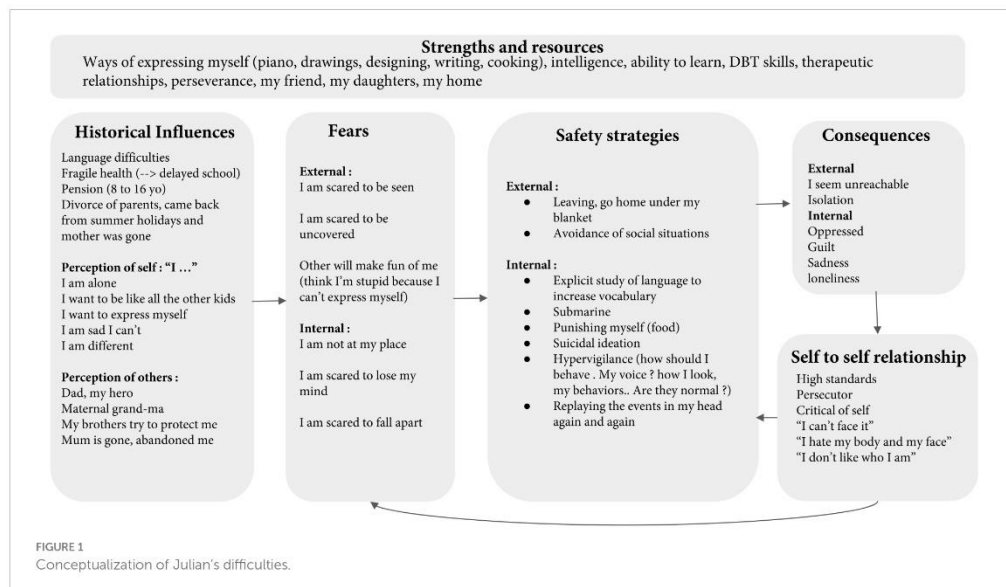 Strengths and resources
Ways of expressing myself (piano, drawings, designing, writing, cooking), intelligence, ability to learn, DBT skills, therapeutic
relationships, perseverance, my friend, my daughters, my home
Historical Influences
Language difficulties
Fragile health (--> delayed school)
Pension (8 to 16 yo)
Divorce of parents, came back
from summer holidays and
mother was gone
Perception of self : “I ...”
I am alone
I want to be like all the other kids
I want to express myself
I am sad I can’t
I am different
Perception of others :
Dad, my hero
Maternal grand-ma
My brothers try to protect me
Mum is gone, abandoned me
Fears
External :
I am scared to be seen
I am scared to be
uncovered
Other will make fun of me
(think I’m stupid because I
can’t express myself)
Internal :
I am not at my place
I am scared to lose my
mind
I am scared to fall apart
Safety strategies
External :
● Leaving, go home under my
blanket
● Avoidance of social situations
Internal :
● Explicit study of language to
increase vocabulary
● Submarine
● Punishing myself (food)
● Suicidal ideation
● Hypervigilance (how should I
behave . My voice ? how I look,
my behaviors.. Are they normal ?)
● Replaying the events in my head
again and again
Consequences
External
I seem unreachable
Isolation
Internal
Oppressed
Guilt
Sadness
loneliness
Self to self relationship
High standards
Persecutor
Critical of self
“I can’t face it”
“I hate my body and my face”
“I don’t like who I am”
FIGURE 1
Conceptualization of Julian’s difficulties.